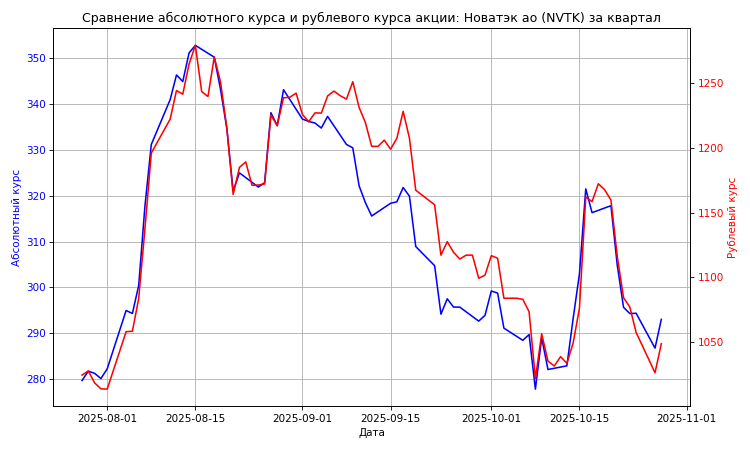 Сравнение абсолютного курса и рублевого курса акции: Новатэк ао (NVTK) за квартал
Абсолютный курс
350
340
330
320
310
300
290
280
1250
1200
1150
1100
1050
Рублевый курс
2025-08-01 2025-08-15 2025-09-01 2025-09-15 2025-10-01 2025-10-15 2025-11-01
Дата